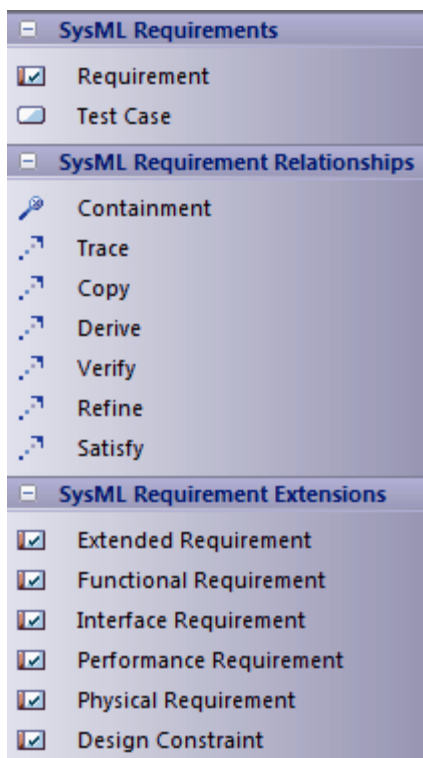 SysML Requirements
Requirement
Test Case
SysML Requirement Relationships
Containment
Trace
Copy
Derive
Verify
Refine
Satisfy
SysML Requirement Extensions
Extended Requirement
Functional Requirement
Interface Requirement
Performance Requirement
Physical Requirement
Design Constraint